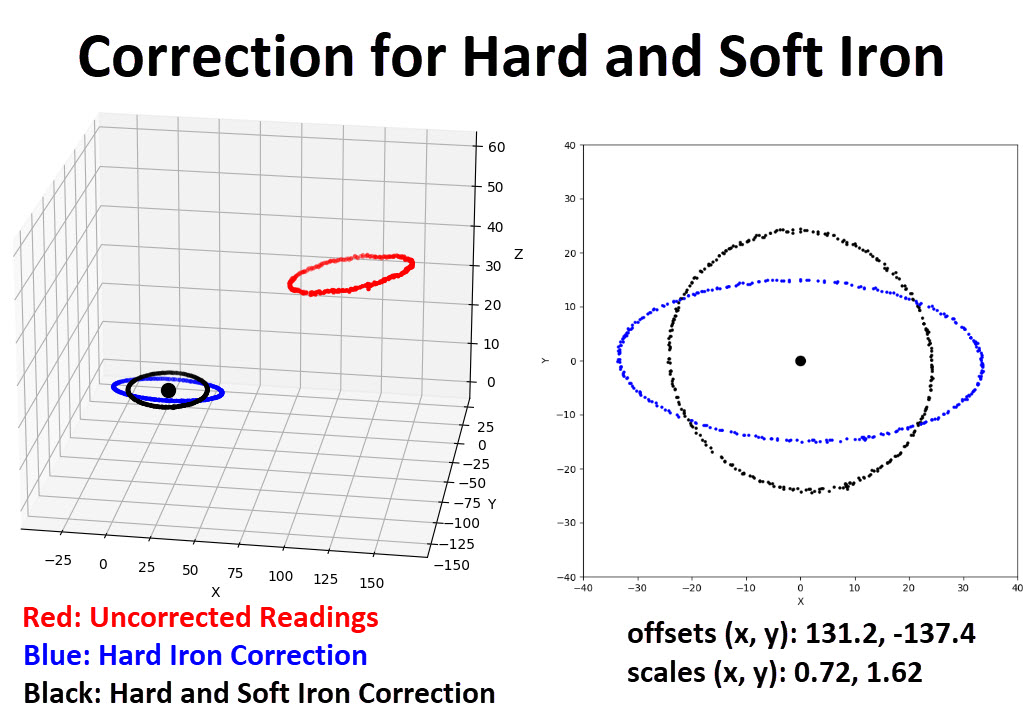 Correction for Hard and Soft Iron
60
50
40
30
20
10
0
Z
25
0
−25
−50
−75
−100
−125
−150
Y
−25
0
25
50
75
100
125
150
X
40
30
20
10
0
−10
−20
−30
−40
Y
−40 −30 −20 −10 0 10 20 30 40
X
Red: Uncorrected Readings
Blue: Hard Iron Correction
Black: Hard and Soft Iron Correction
offsets (x, y): 131.2, -137.4
scales (x, y): 0.72, 1.62